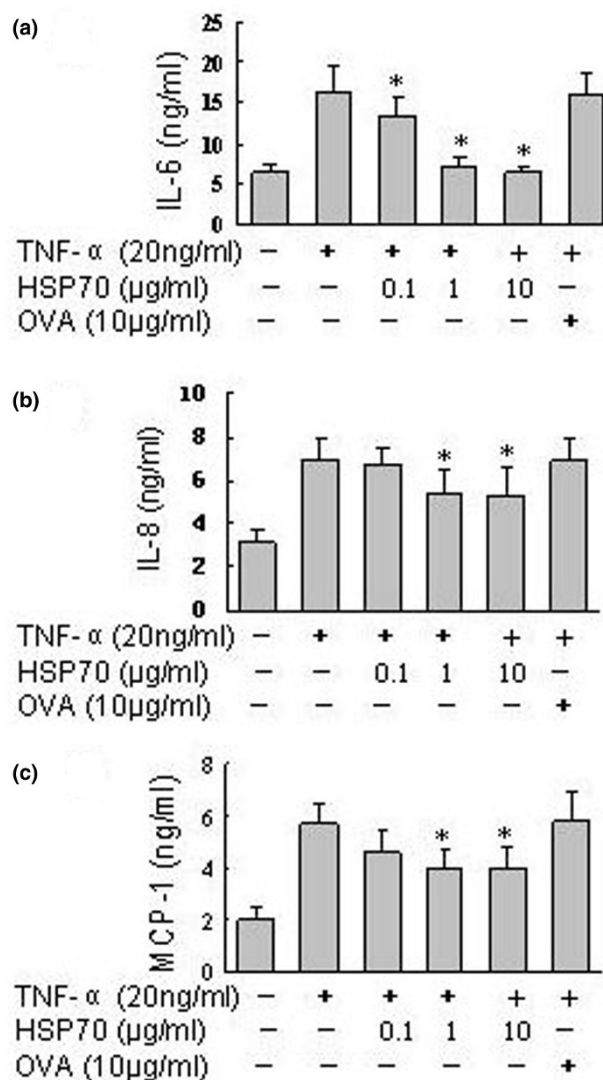 (a)
IL-6 (ng/ml)
25
20
15
10
5
0
TNF-α (20ng/ml) – + + + + +
HSP70 (µg/ml) – – 0.1 1 10 –
OVA (10µg/ml) – – – – – +
* * *
(b)
IL-8 (ng/ml)
10
8
6
4
2
0
* *
TNF-α (20ng/ml) – + + + + +
HSP70 (µg/ml) – – 0.1 1 10 –
OVA (10µg/ml) – – – – – +
(c)
MCP-1 (ng/ml)
8
6
4
2
0
* *
TNF-α (20ng/ml) – + + + + +
HSP70 (µg/ml) – – 0.1 1 10 –
OVA (10µg/ml) – – – – – +